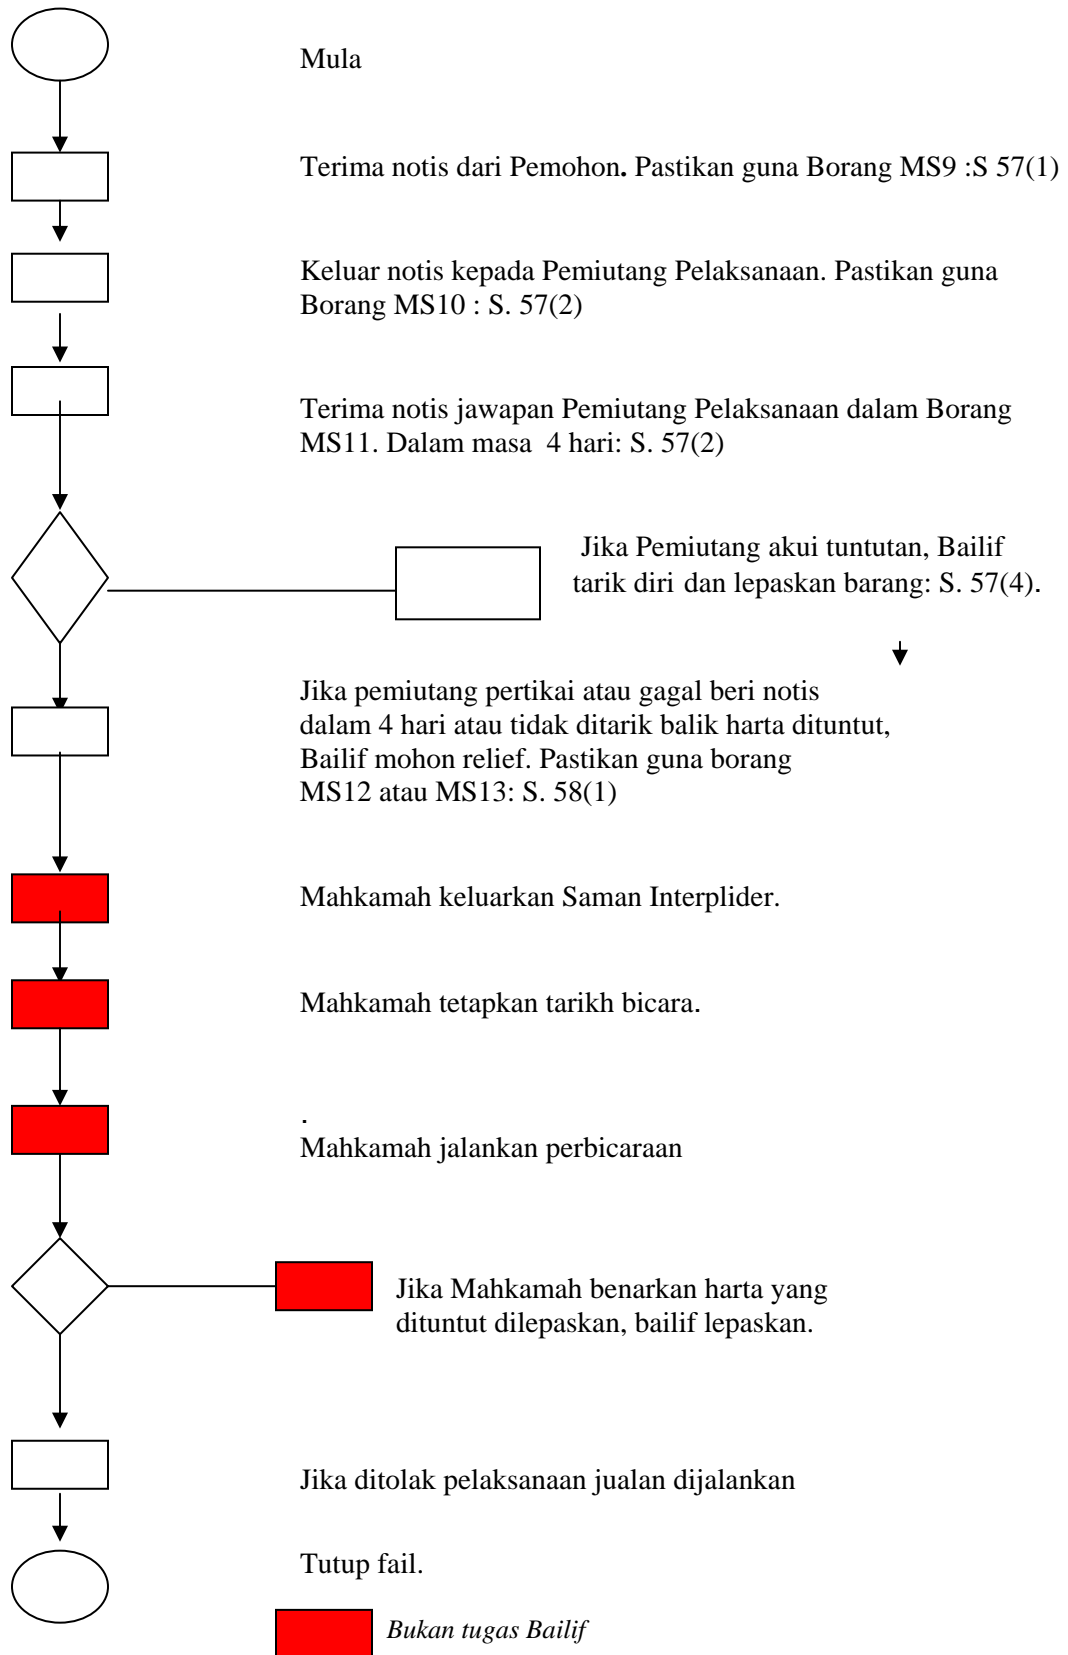 Mula
Terima notis dari Pemohon. Pastikan guna Borang MS9 :S 57(1)
Keluar notis kepada Pemiutang Pelaksanaan. Pastikan guna
Borang MS10 : S. 57(2)
Terima notis jawapan Pemiutang Pelaksanaan dalam Borang
MS11. Dalam masa  4 hari: S. 57(2)
Jika Pemiutang akui tuntutan, Bailif
tarik diri dan lepaskan barang: S. 57(4).
Jika pemiutang pertikai atau gagal beri notis
dalam 4 hari atau tidak ditarik balik harta dituntut,
Bailif mohon relief. Pastikan guna borang
MS12 atau MS13: S. 58(1)
Mahkamah keluarkan Saman Interplider.
Mahkamah tetapkan tarikh bicara.
.
Mahkamah jalankan perbicaraan
Jika Mahkamah benarkan harta yang
dituntut dilepaskan, bailif lepaskan.
Jika ditolak pelaksanaan jualan dijalankan
Tutup fail.
Bukan tugas Bailif